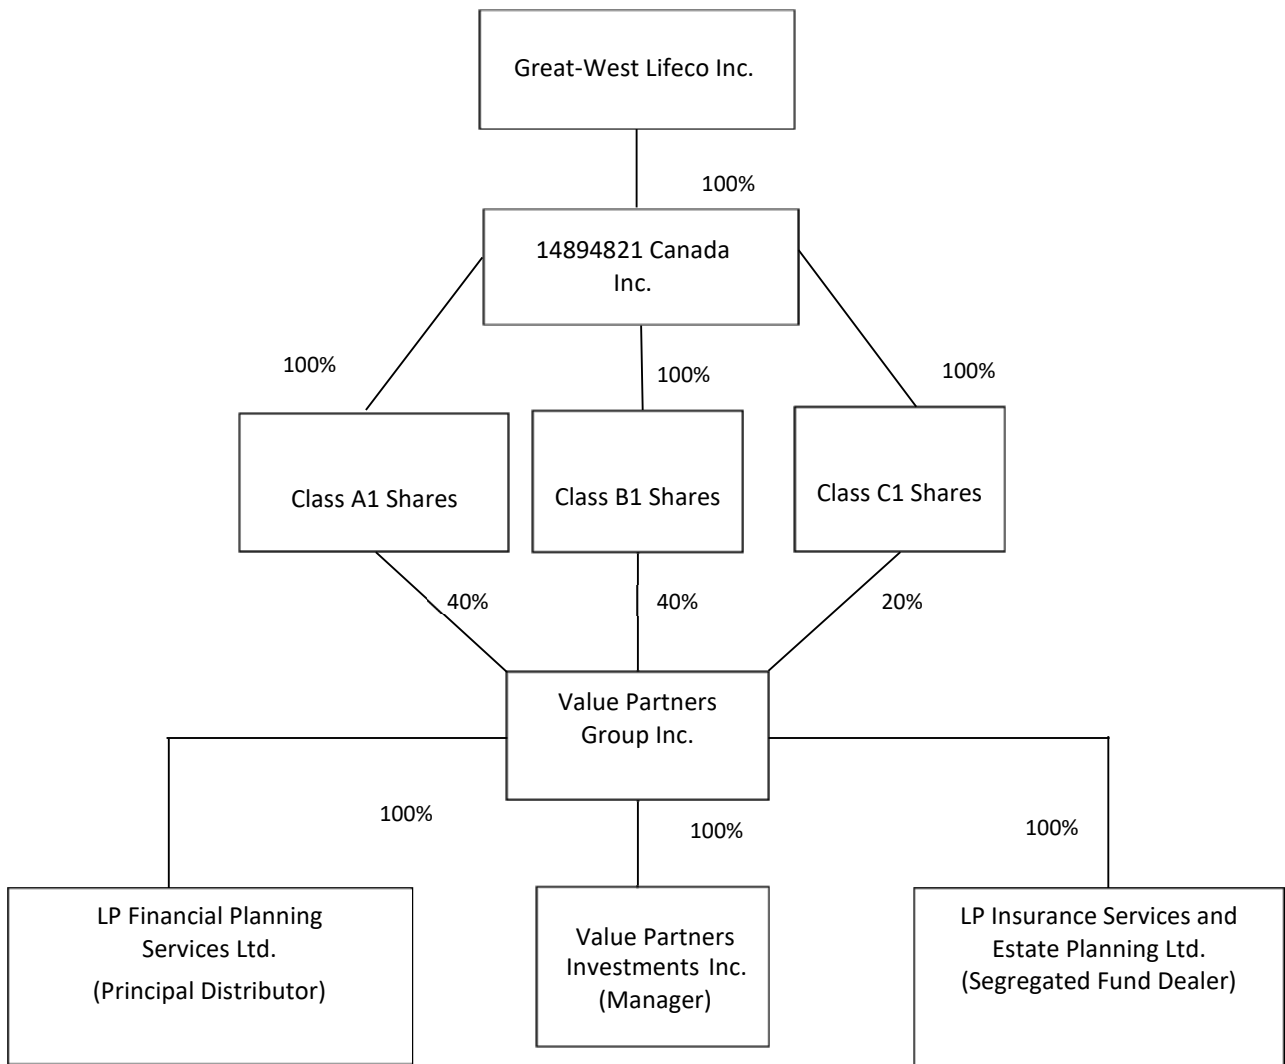 Great-West Lifeco Inc.
100%
14894821 Canada
Inc.
100%
100%
100%
Class A1 Shares
Class B1 Shares
Class C1 Shares
40%
40%
20%
Value Partners
Group Inc.
100%
100%
100%
LP Financial Planning
Services Ltd.
(Principal Distributor)
Value Partners
Investments Inc.
(Manager)
LP Insurance Services and
Estate Planning Ltd.
(Segregated Fund Dealer)